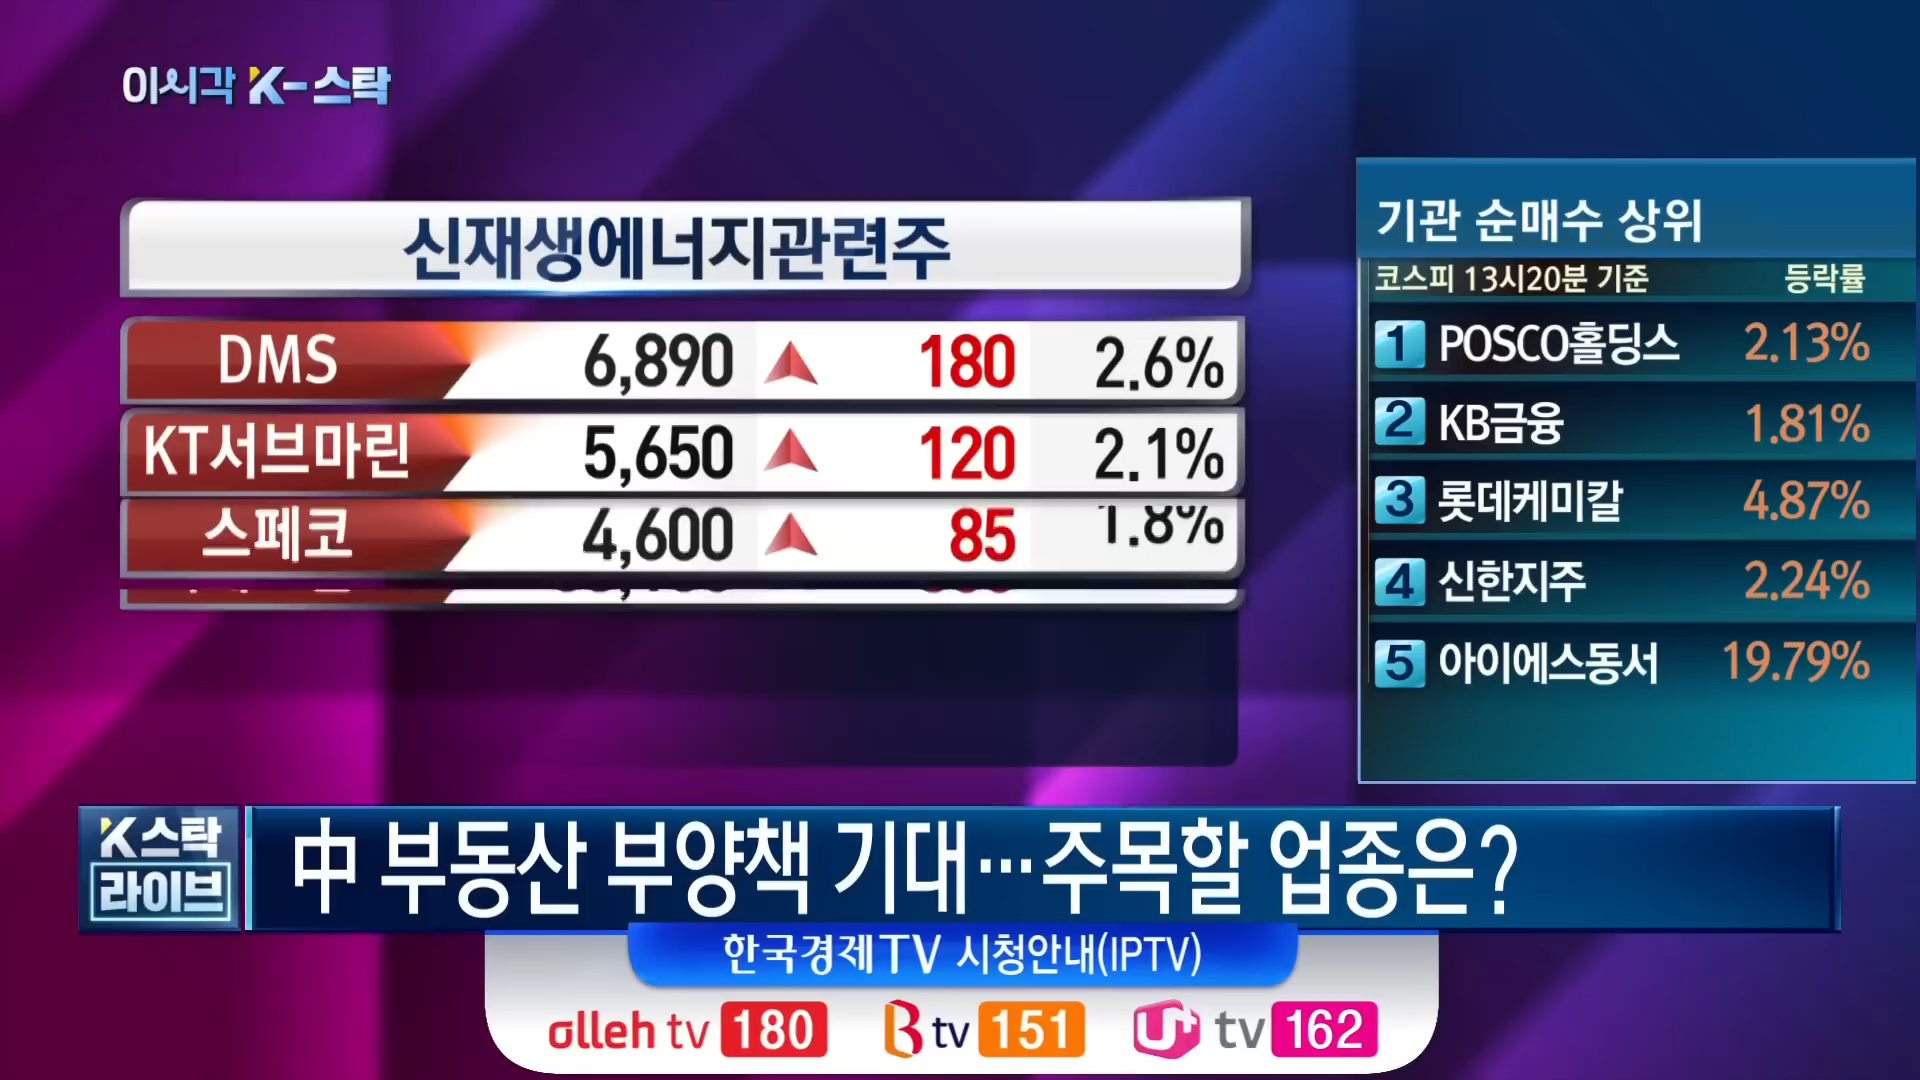 이시각 K-스탁
신재생에너지관련주
DMS 6,890 180 2.6%
KT서브마린 5,650 120 2.1%
스페코 4,600 85 1.8%
기관 순매수 상위
코스피 13시20분 기준 등락률
1 POSCO홀딩스 2.13%
2 KB금융 1.81%
3 롯데케미칼 4.87%
4 신한지주 2.24%
5 아이에스동서 19.79%
K스탁
라이브
中 부동산 부양책 기대…주목할 업종은?
한국경제TV 시청안내(IPTV)
olleh tv 180 B tv 151 U+ tv 162